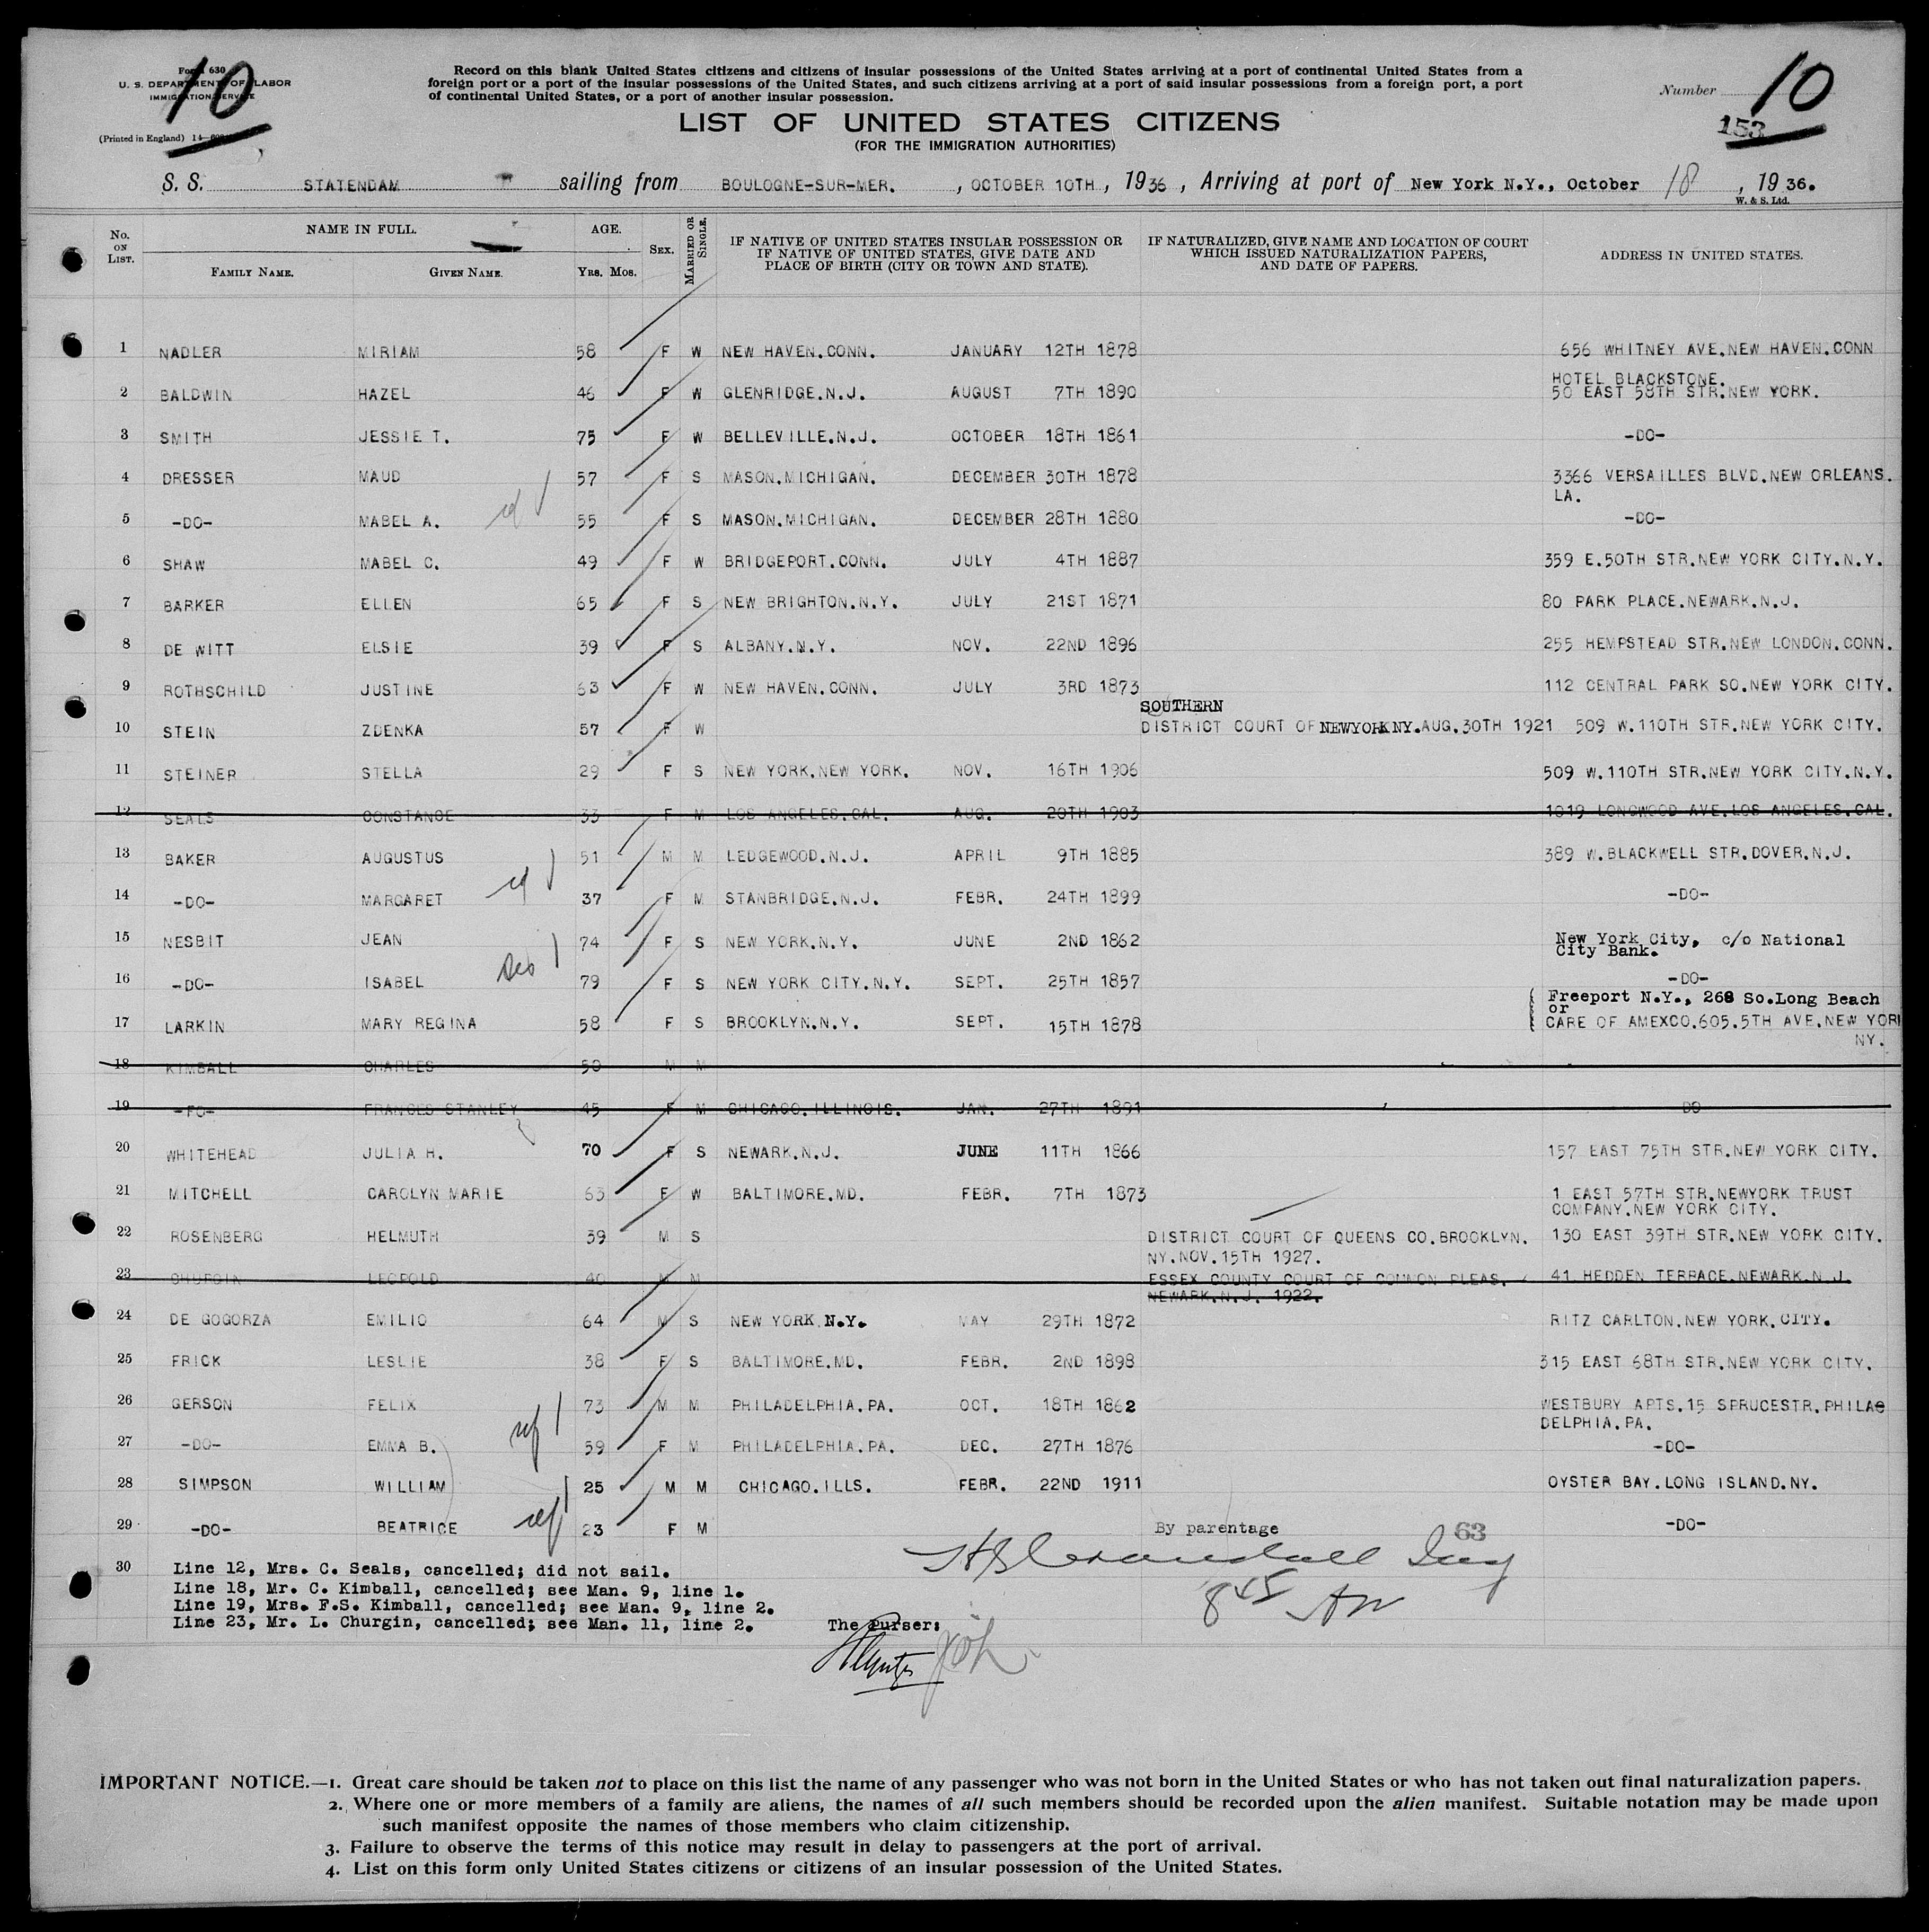 10
Form 630
U. S. DEPARTMENT OF LABOR
IMMIGRATION SERVICE
(Printed in England) 14
Record on this blank United States citizens and citizens of insular possessions of the United States arriving at a port of continental United States from a
foreign port or a port of the insular possessions of the United States, and such citizens arriving at a port of said insular possessions from a foreign port, a port
of continental United States, or a port of another insular possession.
Number 10
153
LIST OF UNITED STATES CITIZENS
(FOR THE IMMIGRATION AUTHORITIES)
S. S. STATENDAM sailing from BOULOGNE-SUR-MER. , OCTOBER 10TH , 1936 , Arriving at port of New York N.Y., October 18 , 1936.
W. & S. Ltd.
No. ON LIST. NAME IN FULL. FAMILY NAME. GIVEN NAME. AGE. YRS. MOS. SEX. MARRIED OR SINGLE. IF NATIVE OF UNITED STATES INSULAR POSSESSION OR IF NATIVE OF UNITED STATES, GIVE DATE AND PLACE OF BIRTH (CITY OR TOWN AND STATE). IF NATURALIZED, GIVE NAME AND LOCATION OF COURT WHICH ISSUED NATURALIZATION PAPERS, AND DATE OF PAPERS. ADDRESS IN UNITED STATES.
1 NADLER MIRIAM 58 F W NEW HAVEN.CONN. JANUARY 12TH 1878 656 WHITNEY AVE.NEW HAVEN.CONN
HOTEL BLACKSTONE.
2 BALDWIN HAZEL 46 F W GLENRIDGE.N.J. AUGUST 7TH 1890 50 EAST 58TH STR.NEW YORK.
3 SMITH JESSIE T. 75 F W BELLEVILLE.N.J. OCTOBER 18TH 1861 -DO-
4 DRESSER MAUD 57 F S MASON.MICHIGAN. DECEMBER 30TH 1878 3366 VERSAILLES BLVD.NEW ORLEANS.
LA.
5 -DO- MABEL A. 55 F S MASON.MICHIGAN. DECEMBER 28TH 1880 -DO-
6 SHAW MABEL C. 49 F W BRIDGEPORT.CONN. JULY 4TH 1887 359 E.50TH STR.NEW YORK CITY.N.Y.
7 BARKER ELLEN 65 F S NEW BRIGHTON.N.Y. JULY 21ST 1871 80 PARK PLACE.NEWARK.N.J.
8 DE WITT ELSIE 39 F S ALBANY.N.Y. NOV. 22ND 1896 255 HEMPSTEAD STR.NEW LONDON.CONN.
9 ROTHSCHILD JUSTINE 63 F W NEW HAVEN.CONN. JULY 3RD 1873 112 CENTRAL PARK SO.NEW YORK CITY.
SOUTHERN
10 STEIN ZDENKA 57 F W DISTRICT COURT OF NEWYORK NY.AUG.30TH 1921 509 W.110TH STR.NEW YORK CITY.
11 STEINER STELLA 29 F S NEW YORK.NEW YORK. NOV. 16TH 1906 509 W.110TH STR.NEW YORK CITY.N.Y.
12 SEALS CONSTANCE 33 F M LOS ANGELES.CAL. AUG. 20TH 1903 1019 LONGWOOD AVE.LOS ANGELES.CAL.
13 BAKER AUGUSTUS 51 M M LEDGEWOOD.N.J. APRIL 9TH 1885 389 W.BLACKWELL STR.DOVER.N.J.
14 -DO- MARGARET 37 F M STANBRIDGE.N.J. FEBR. 24TH 1899 -DO-
15 NESBIT JEAN 74 F S NEW YORK.N.Y. JUNE 2ND 1862 New York City, c/o National
City Bank.
16 -DO- ISABEL 79 F S NEW YORK CITY.N.Y. SEPT. 25TH 1857 -DO-
Freeport N.Y., 268 So.Long Beach
or
17 LARKIN MARY REGINA 58 F S BROOKLYN.N.Y. SEPT. 15TH 1878 CARE OF AMEXCO.605.5TH AVE.NEW YORK
NY.
18 KIMBALL CHARLES 50 M M
19 -FO- FRANCES STANLEY 45 F M CHICAGO.ILLINOIS. JAN. 27TH 1891 DO
20 WHITEHEAD JULIA H. 70 F S NEWARK.N.J. JUNE 11TH 1866 157 EAST 75TH STR.NEW YORK CITY.
21 MITCHELL CAROLYN MARIE 63 F W BALTIMORE.MD. FEBR. 7TH 1873 1 EAST 57TH STR.NEWYORK TRUST
COMPANY.NEW YORK CITY.
22 ROSENBERG HELMUTH 39 M S DISTRICT COURT OF QUEENS CO.BROOKLYN. 130 EAST 39TH STR.NEW YORK CITY.
NY.NOV.15TH 1927.
23 CHURGIN LEOPOLD 40 M M ESSEX COUNTY COURT OF COMMON PLEAS. 41 HEDDEN TERRACE.NEWARK.N.J.
NEWARK.N.J. 1922.
24 DE GOGORZA EMILIO 64 M S NEW YORK N.Y. MAY 29TH 1872 RITZ CARLTON.NEW YORK.CITY.
25 FRICK LESLIE 38 F S BALTIMORE.MD. FEBR. 2ND 1898 315 EAST 68TH STR.NEW YORK CITY.
26 GERSON FELIX 73 M M PHILADELPHIA.PA. OCT. 18TH 1862 WESTBURY APTS.15 SPRUCESTR.PHILAe
DELPHIA.PA.
27 -DO- EMMA B. 59 F M PHILADELPHIA.PA. DEC. 27TH 1876 -DO-
28 SIMPSON WILLIAM 25 M M CHICAGO.ILLS. FEBR. 22ND 1911 OYSTER BAY.LONG ISLAND.NY.
29 -DO- BEATRICE 23 F M By parentage 63 -DO-
30 Line 12, Mrs. C. Seals, cancelled; did not sail.
Line 18, Mr. C. Kimball, cancelled; see Man. 9, line 1.
Line 19, Mrs. F.S. Kimball, cancelled; see Man. 9, line 2.
Line 23, Mr. L. Churgin, cancelled; see Man. 11, line 2.
The Purser:
8 45 AM
IMPORTANT NOTICE.—1. Great care should be taken not to place on this list the name of any passenger who was not born in the United States or who has not taken out final naturalization papers.
2. Where one or more members of a family are aliens, the names of all such members should be recorded upon the alien manifest. Suitable notation may be made upon
such manifest opposite the names of those members who claim citizenship.
3. Failure to observe the terms of this notice may result in delay to passengers at the port of arrival.
4. List on this form only United States citizens or citizens of an insular possession of the United States.